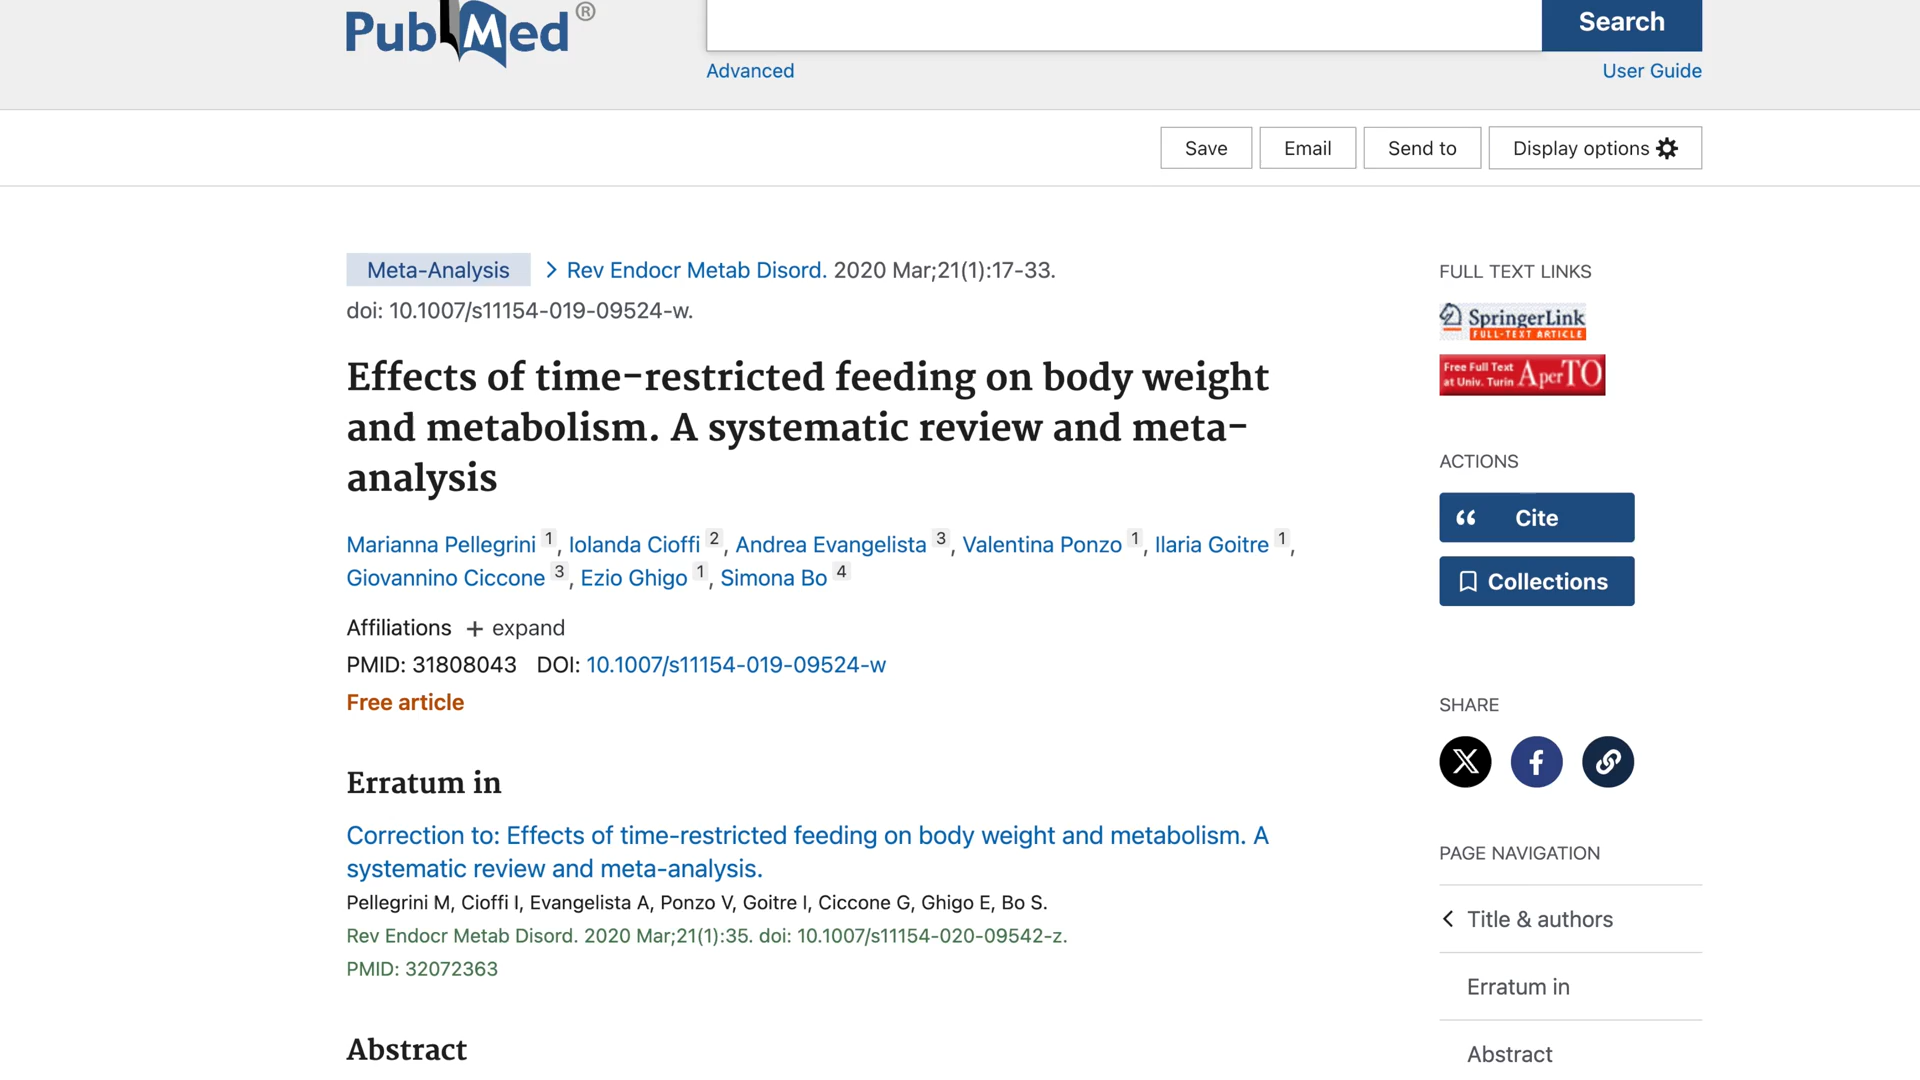 PubMed®
Search
Advanced
User Guide
Save
Email
Send to
Display options
Meta-Analysis
Rev Endocr Metab Disord. 2020 Mar;21(1):17-33.
doi: 10.1007/s11154-019-09524-w.
Effects of time-restricted feeding on body weight
and metabolism. A systematic review and meta-
analysis
Marianna Pellegrini 1, Iolanda Cioffi 2, Andrea Evangelista 3, Valentina Ponzo 1, Ilaria Goitre 1,
Giovannino Ciccone 3, Ezio Ghigo 1, Simona Bo 4
Affiliations + expand
PMID: 31808043 DOI: 10.1007/s11154-019-09524-w
Free article
Erratum in
Correction to: Effects of time-restricted feeding on body weight and metabolism. A
systematic review and meta-analysis.
Pellegrini M, Cioffi I, Evangelista A, Ponzo V, Goitre I, Ciccone G, Ghigo E, Bo S.
Rev Endocr Metab Disord. 2020 Mar;21(1):35. doi: 10.1007/s11154-020-09542-z.
PMID: 32072363
Abstract
FULL TEXT LINKS
SpringerLink
FULL-TEXT ARTICLE
Free Full Text
at Univ. Turin
AperTO
ACTIONS
Cite
Collections
SHARE
PAGE NAVIGATION
Title & authors
Erratum in
Abstract